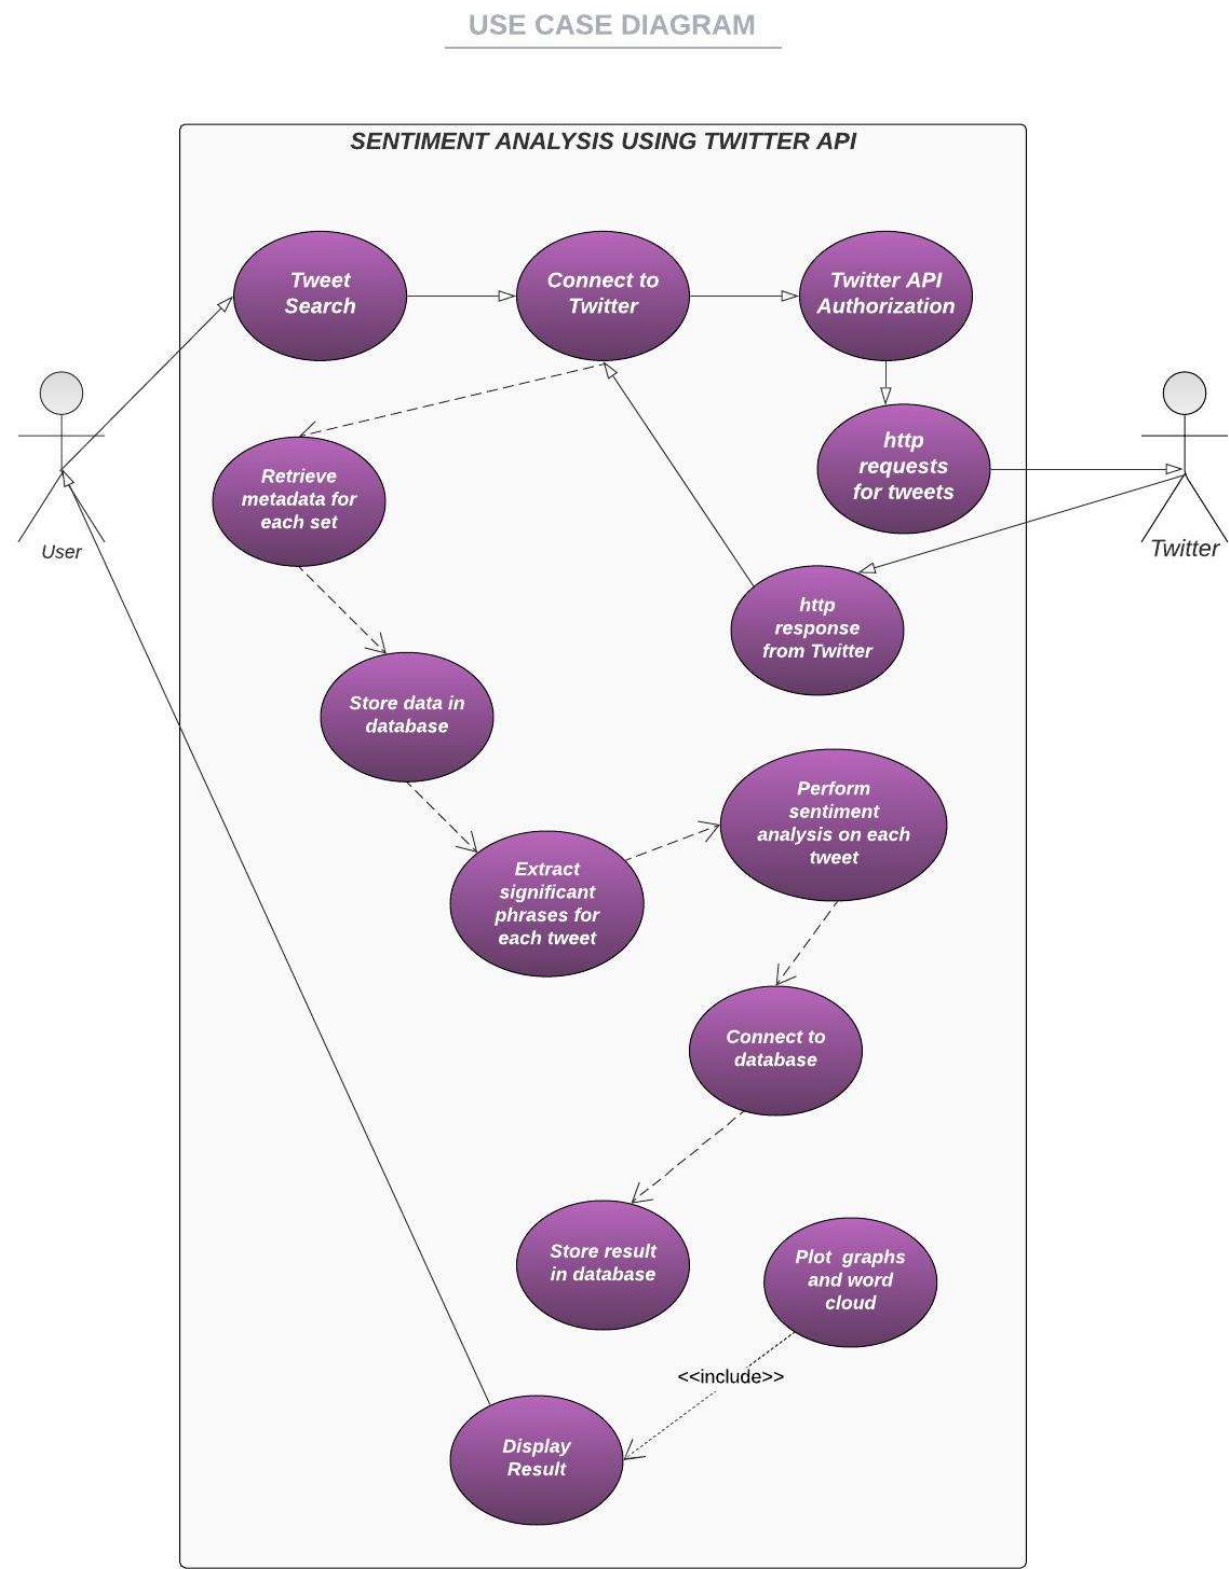 USE CASE DIAGRAM
SENTIMENT ANALYSIS USING TWITTER API
Tweet
Search
Connect to
Twitter
Twitter API
Authorization
http
requests
for tweets
Retrieve
metadata for
each set
User
Twitter
http
response
from Twitter
Store data in
database
Perform
sentiment
analysis on each
tweet
Extract
significant
phrases for
each tweet
Connect to
database
Store result
in database
Plot graphs
and word
cloud
<<include>>
Display
Result